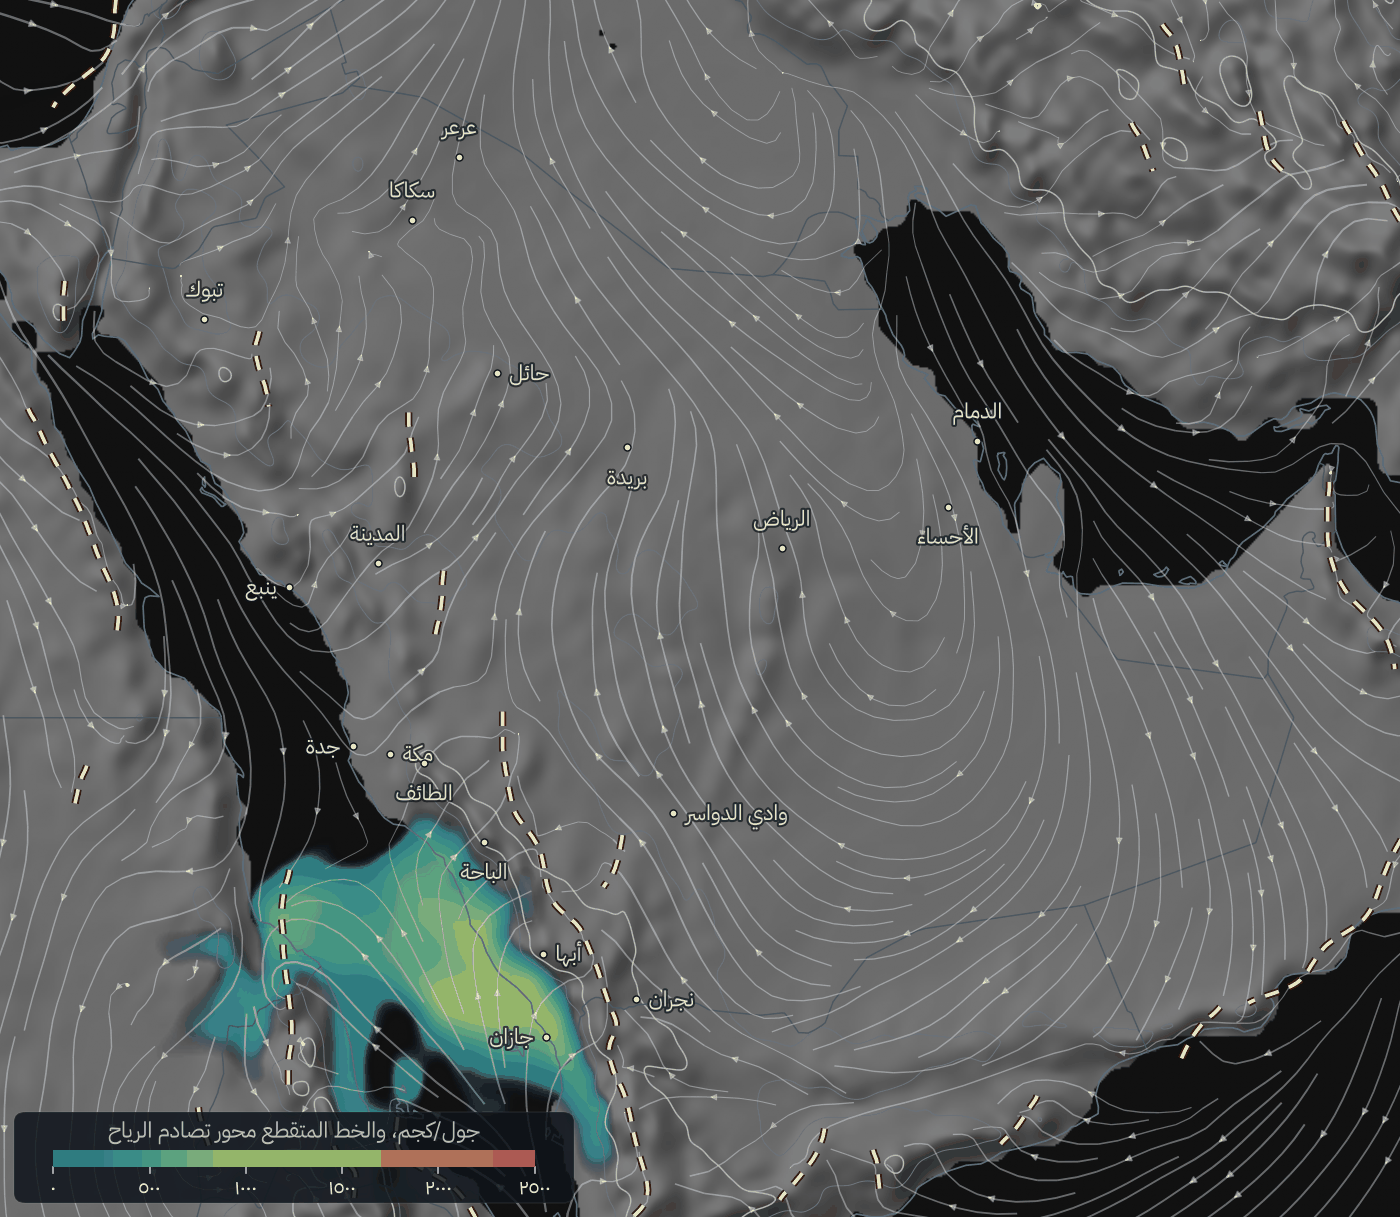 عرعر
سكاكا
تبوك
حائل
الدمام
بريدة
الرياض
الأحساء
المدينة
ينبع
جدة
مكة
الطائف
وادي الدواسر
الباحة
أبها
نجران
جازان
جول/كجم، والخط المتقطع محور تصادم الرياح
٠ ٥٠٠ ١٠٠٠ ١٥٠٠ ٢٠٠٠ ٢٥٠٠